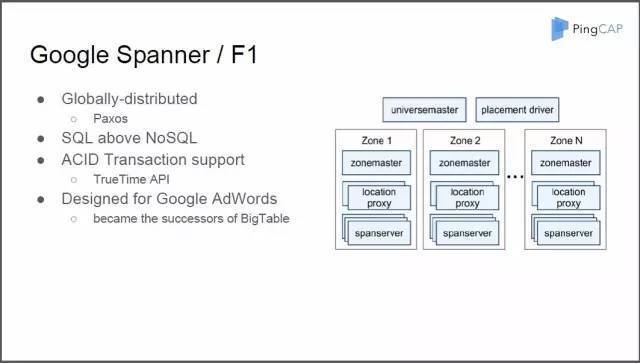 PingCAP
Google Spanner / F1
Globally-distributed
Paxos
SQL above NoSQL
ACID Transaction support
TrueTime API
Designed for Google AdWords
became the successors of BigTable
universemaster placement driver
Zone 1 Zone 2 Zone N
zonemaster zonemaster zonemaster
location location location
proxy proxy proxy
spanserver spanserver spanserver